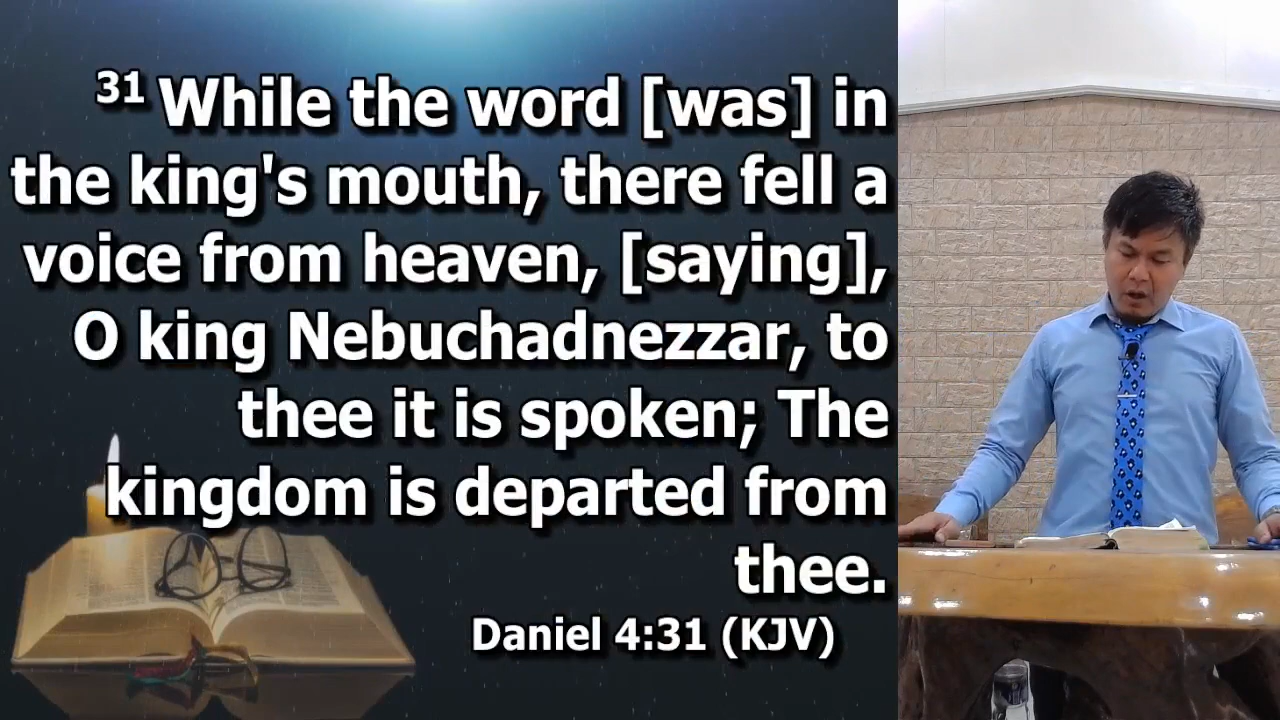 31 While the word [was] in
the king's mouth, there fell a
voice from heaven, [saying],
O king Nebuchadnezzar, to
thee it is spoken; The
kingdom is departed from
thee.
Daniel 4:31 (KJV)